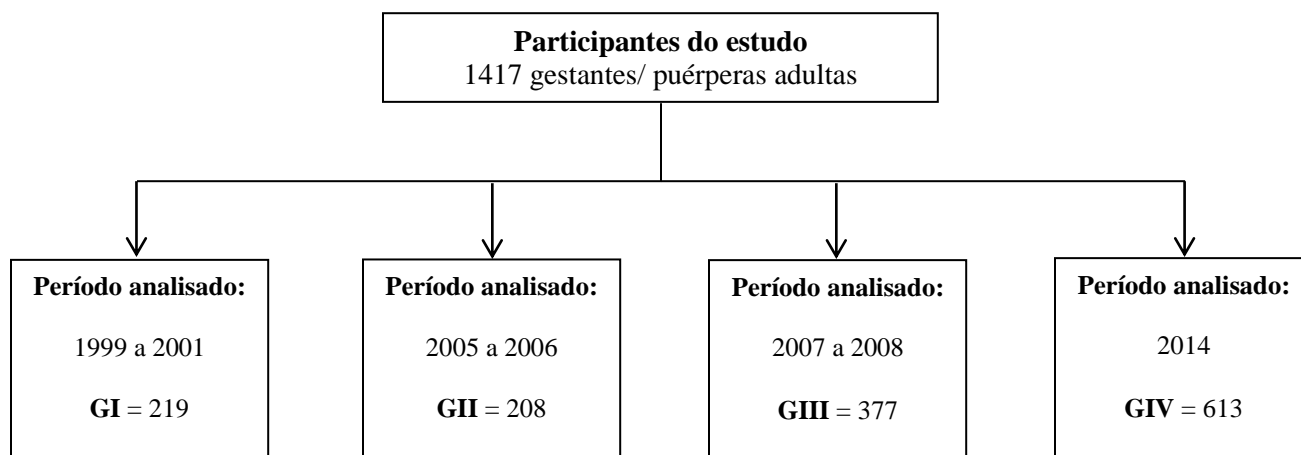 Participantes do estudo
1417 gestantes/ puérperas adultas
Período analisado:
1999 a 2001
GI = 219
Período analisado:
2005 a 2006
GII = 208
Período analisado:
2007 a 2008
GIII = 377
Período analisado:
2014
GIV = 613